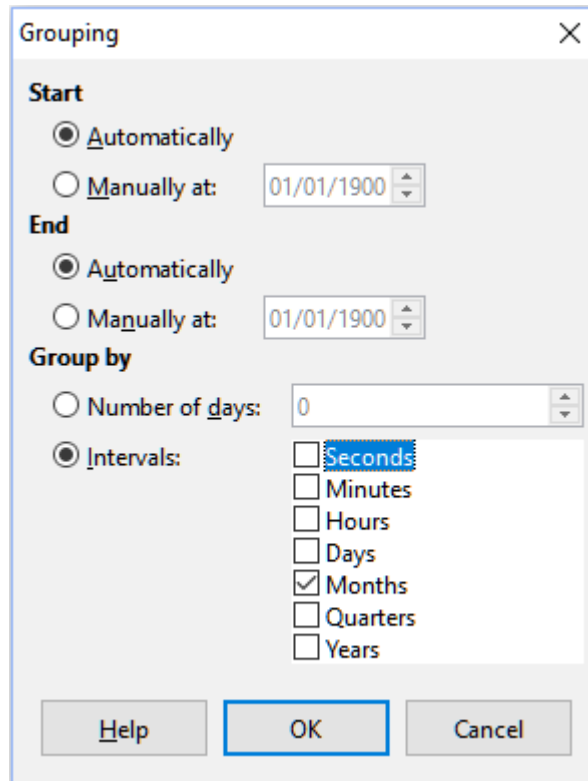 Grouping
Start
Automatically
Manually at: 01/01/1900
End
Automatically
Manually at: 01/01/1900
Group by
Number of days: 0
Intervals: Seconds
Minutes
Hours
Days
Months
Quarters
Years
Help OK Cancel